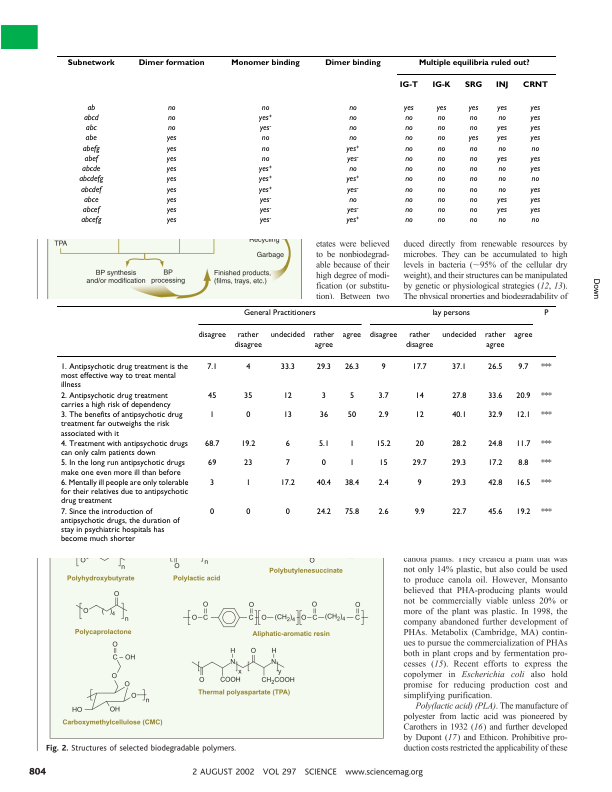 Subnetwork Dimer formation Monomer binding Dimer binding Multiple equilibria ruled out?
IG-T IG-K SRG INJ CRNT
ab no no no yes yes yes yes yes
abcd no yes+ no no no no no yes
abc no yes- no no no no yes yes
abe yes no no no no yes yes yes
abefg yes no yes+ no no no no no
abef yes no yes- no no no yes yes
abcde yes yes+ no no no no no yes
abcdefg yes yes+ yes+ no no no no no
abcdef yes yes+ yes- no no no no yes
abce yes yes- no no no no yes yes
abcef yes yes- yes- no no no yes yes
abcefg yes yes- yes+ no no no no no
TPA
Recycling
Garbage
BP synthesis
and/or modification
BP
processing
Finished products,
(films, trays, etc.)
states were believed
to be nonbiodegrad-
able because of their
high degree of modi-
fication (or substitu-
tion). Between two
duced directly from renewable resources by
microbes. They can be accumulated to high
levels in bacteria (~95% of the cellular dry
weight), and their structures can be manipulated
by genetic or physiological strategies (12, 13).
The physical properties and biodegradability of
Down
General Practitioners lay persons P
disagree rather disagree undecided rather agree agree disagree rather disagree undecided rather agree agree
1. Antipsychotic drug treatment is the 7.1 4 33.3 29.3 26.3 9 17.7 37.1 26.5 9.7 ***
most effective way to treat mental
illness
2. Antipsychotic drug treatment 45 35 12 3 5 3.7 14 27.8 33.6 20.9 ***
carries a high risk of dependency
3. The benefits of antipsychotic drug 1 0 13 36 50 2.9 12 40.1 32.9 12.1 ***
treatment far outweighs the risk
associated with it
4. Treatment with antipsychotic drugs 68.7 19.2 6 5.1 1 15.2 20 28.2 24.8 11.7 ***
can only calm patients down
5. In the long run antipsychotic drugs 69 23 7 0 1 15 29.7 29.3 17.2 8.8 ***
make one even more ill than before
6. Mentally ill people are only tolerable 3 1 17.2 40.4 38.4 2.4 9 29.3 42.8 16.5 ***
for their relatives due to antipsychotic
drug treatment
7. Since the introduction of 0 0 0 24.2 75.8 2.6 9.9 22.7 45.6 19.2 ***
antipsychotic drugs, the duration of
stay in psychiatric hospitals has
become much shorter
Polyhydroxybutyrate
Polylactic acid
Polybutylenesuccinate
Polycaprolactone
Aliphatic-aromatic resin
Thermal polyaspartate (TPA)
Carboxymethylcellulose (CMC)
Fig. 2. Structures of selected biodegradable polymers.
canola plants. They created a plant that was
not only 14% plastic, but also could be used
to produce canola oil. However, Monsanto
believed that PHA-producing plants would
not be commercially viable unless 20% or
more of the plant was plastic. In 1998, the
company abandoned further development of
PHAs. Metabolix (Cambridge, MA) contin-
ues to pursue the commercialization of PHAs
both in plant crops and by fermentation pro-
cesses (15). Recent efforts to express the
copolymer in Escherichia coli also hold
promise for reducing production cost and
simplifying purification.
Poly(lactic acid) (PLA). The manufacture of
polyester from lactic acid was pioneered by
Carothers in 1932 (16) and further developed
by Dupont (17) and Ethicon. Prohibitive pro-
duction costs restricted the applicability of these
804 2 AUGUST 2002 VOL 297 SCIENCE www.sciencemag.org